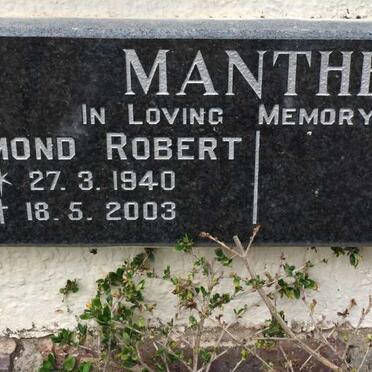 MANTHE
IN LOVING MEMORY
MOND ROBERT
* 27. 3. 1940
† 18. 5. 2003